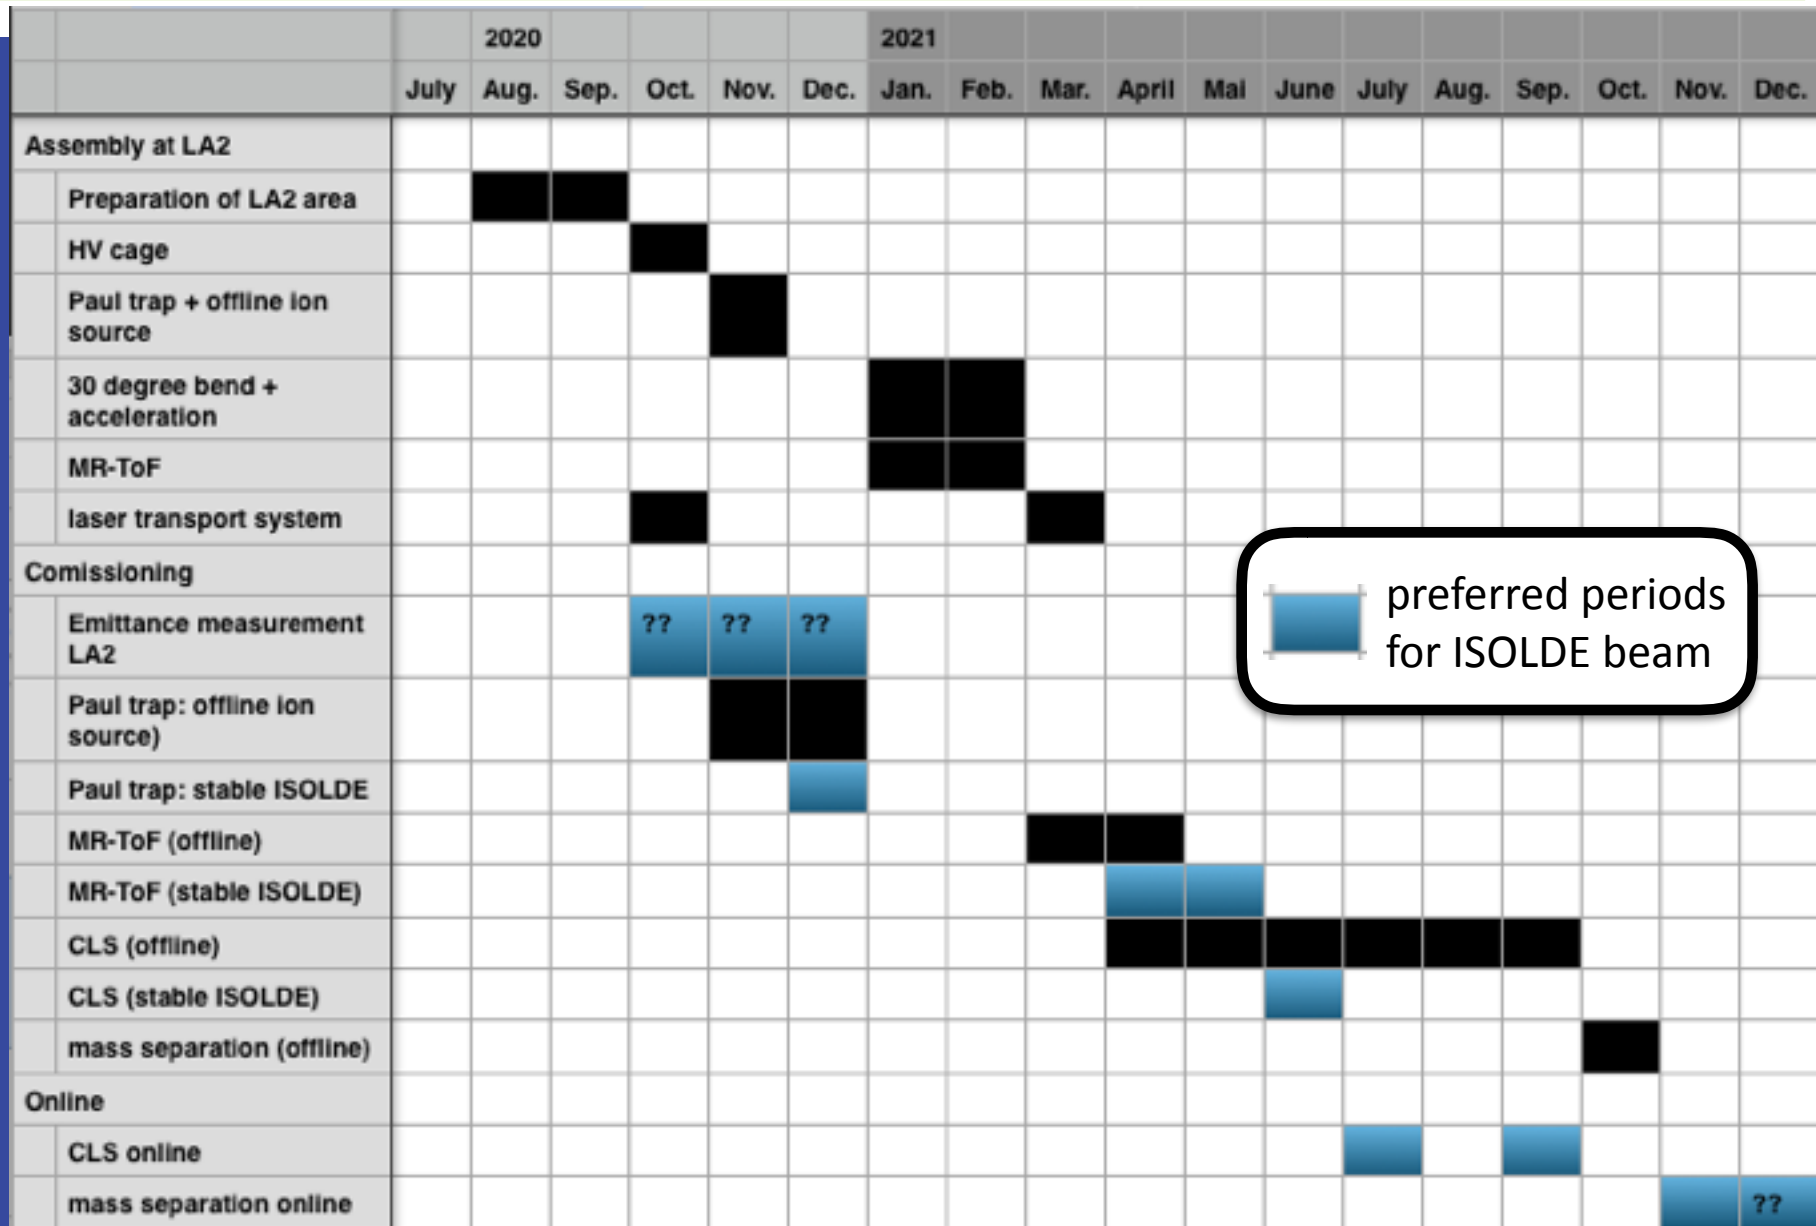 2020 2021
July Aug. Sep. Oct. Nov. Dec. Jan. Feb. Mar. April Mai June July Aug. Sep. Oct. Nov. Dec.
Assembly at LA2
Preparation of LA2 area
HV cage
Paul trap + offline ion
source
30 degree bend +
acceleration
MR-ToF
laser transport system
Comissioning
Emittance measurement
LA2
?? ?? ??
Paul trap: offline ion
source)
Paul trap: stable ISOLDE
MR-ToF (offline)
MR-ToF (stable ISOLDE)
CLS (offline)
CLS (stable ISOLDE)
mass separation (offline)
Online
CLS online
mass separation online ??
preferred periods
for ISOLDE beam